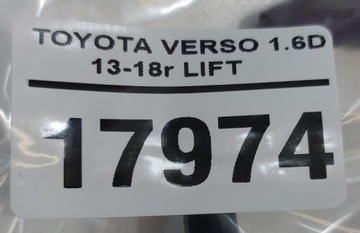 TOYOTA VERSO 1.6D
13-18r LIFT
17974